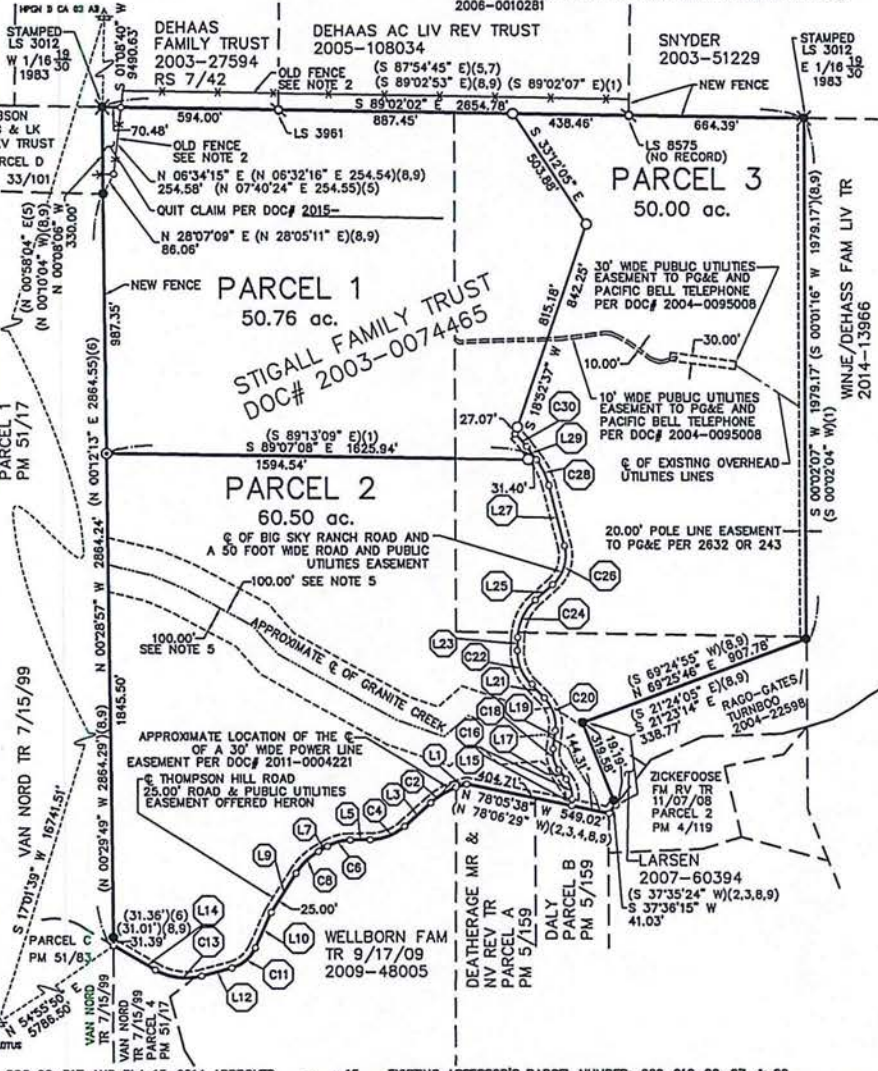 2006-0010281
HPGN D CA 03 
STAMPED
LS 3012
W 1/16 19/30
1983
S 01°08'40" W
9490.63'
DEHAAS
FAMILY TRUST
2003-27594
RS 7/42
DEHAAS AC LIV REV TRUST
2005-108034
OLD FENCE
SEE NOTE 2
(S 87°54'45" E)(5,7)
(S 89°02'53" E)(8,9) (S 89°02'07" E)(1)
S 89°02'02" E 2654.78'
SNYDER
2003-51229
NEW FENCE
STAMPED
LS 3012
E 1/16 19/30
1983
594.00'
LS 3961
887.45'
438.46'
LS 8575
(NO RECORD)
664.39'
& LK
TRUST
PARCEL D
33/101
70.48'
OLD FENCE
SEE NOTE 2
N 06°34'15" E (N 06°32'16" E 254.54)(8,9)
254.58' (N 07°40'24" E 254.55)(5)
QUIT CLAIM PER DOC# 2015-
N 28°07'09" E (N 28°05'11" E)(8,9)
86.06'
(N 00°58'04" E)(5)
(N 00°10'04" W)(8,9)
N 00°08'06" W
330.00'
S 33°12'05" E
503.88'
PARCEL 3
50.00 ac.
NEW FENCE
PARCEL 1
50.76 ac.
STIGALL FAMILY TRUST
DOC# 2003-0074465
987.35'
815.18'
842.25'
S 18°52'37" W
30' WIDE PUBLIC UTILITIES
EASEMENT TO PG&E AND
PACIFIC BELL TELEPHONE
PER DOC# 2004-0095008
30.00'
10.00'
10' WIDE PUBLIC UTILITIES
EASEMENT TO PG&E AND
PACIFIC BELL TELEPHONE
PER DOC# 2004-0095008
℄ OF EXISTING OVERHEAD
UTILITIES LINES
S 00°02'07" W 1979.17' (S 00°01'16" W 1979.17')(8,9)
(S 00°02'04" W)(1)
WINJE/DEHASS FAM LIV TR
2014-13966
PARCEL 1
PM 51/17
N 00°28'57" W 2864.24' (N 00°12'13" E 2864.55)(6)
(N 00°29'49" W 2864.29')(8,9)
27.07'
C30
L29
C28
(S 89°13'09" E)(1)
S 89°07'08" E 1625.94'
1594.54'
31.40'
L27
PARCEL 2
60.50 ac.
℄ OF BIG SKY RANCH ROAD AND
A 50 FOOT WIDE ROAD AND PUBLIC
UTILITIES EASEMENT
20.00' POLE LINE EASEMENT
TO PG&E PER 2632 OR 243
100.00' SEE NOTE 5
100.00'
SEE NOTE 5
APPROXIMATE ℄ OF GRANITE CREEK
C26
L25
C24
L23
C22
L21
C20
L19
C18
L17
C16
L15
(S 69°24'55" W)(8,9)
N 69°25'46" E 907.78'
(S 21°24'05" E)(8,9)
S 21°23'14" E
338.77'
RAGO-GATES/
TURNBOO
2004-22598
19.19'
319.58'
144.31'
1845.50'
VAN NORD TR 7/15/99
S 17°01'39" W 16741.51'
APPROXIMATE LOCATION OF THE ℄
OF A 30' WIDE POWER LINE
EASEMENT PER DOC# 2011-0004221
℄ THOMPSON HILL ROAD
25.00' ROAD & PUBLIC UTILITIES
EASEMENT OFFERED HERON
L1
C2
L3
C4
L5
C6
L7
C8
L9
L10
C11
L12
C13
L14
404.71'
N 78°05'38" W 549.02'
(N 78°06'29" W)(2,3,4,8,9)
ZICKEFOOSE
FM RV TR
11/07/08
PARCEL 2
PM 4/119
LARSEN
2007-60394
(S 37°35'24" W)(2,3,8,9)
S 37°36'15" W
41.03'
25.00'
(31.36')(6)
(31.01')(8,9)
31.39'
PARCEL C
PM 51/83
WELLBORN FAM
TR 9/17/09
2009-48005
DEATHERAGE MR &
NV REV TR
PARCEL A
PM 5/159
DALY
PARCEL B
PM 5/159
N 54°55'50" E
5786.50'
VAN NORD
TR 7/15/99
VAN NORD
TR 7/15/99
PARCEL 4
PM 51/17